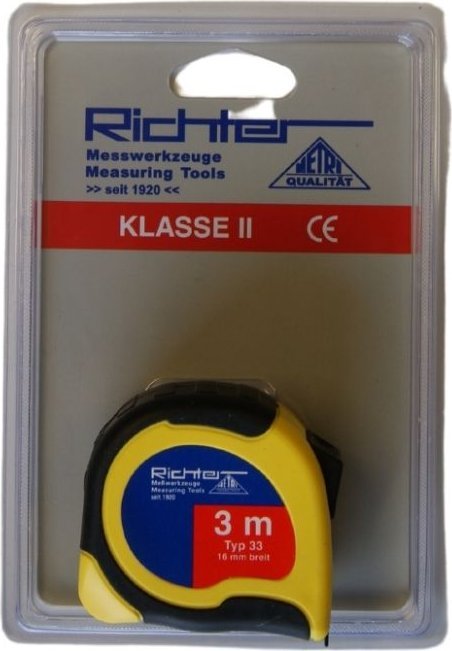 Richter
Messwerkzeuge
Measuring Tools
>> seit 1920 <<
METRI
QUALITÄT
KLASSE II
CE
Richter
Meßwerkzeuge
Measuring Tools
seit 1920
METRI
3 m
Typ 33
16 mm breit